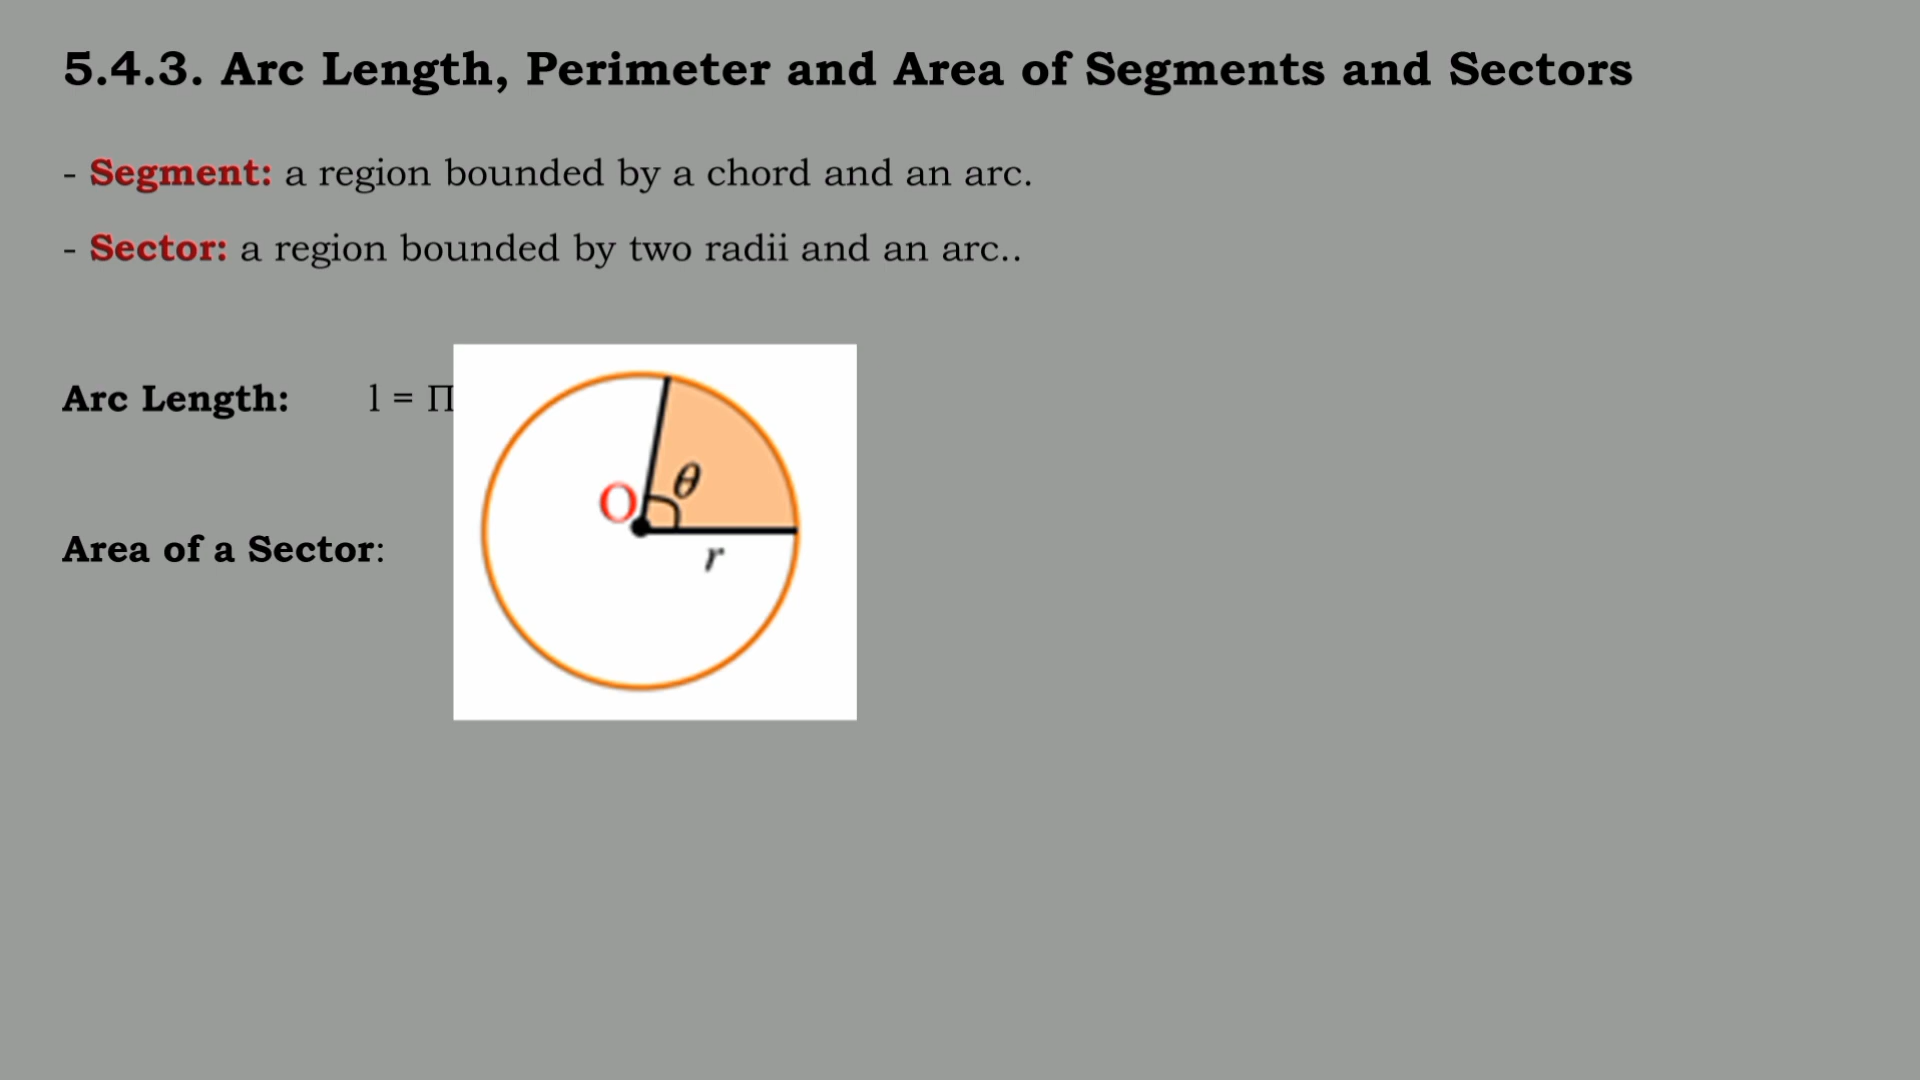 5.4.3. Arc Length, Perimeter and Area of Segments and Sectors
- Segment: a region bounded by a chord and an arc.
- Sector: a region bounded by two radii and an arc..
Arc Length: l = Π
θ
O
Area of a Sector:
r